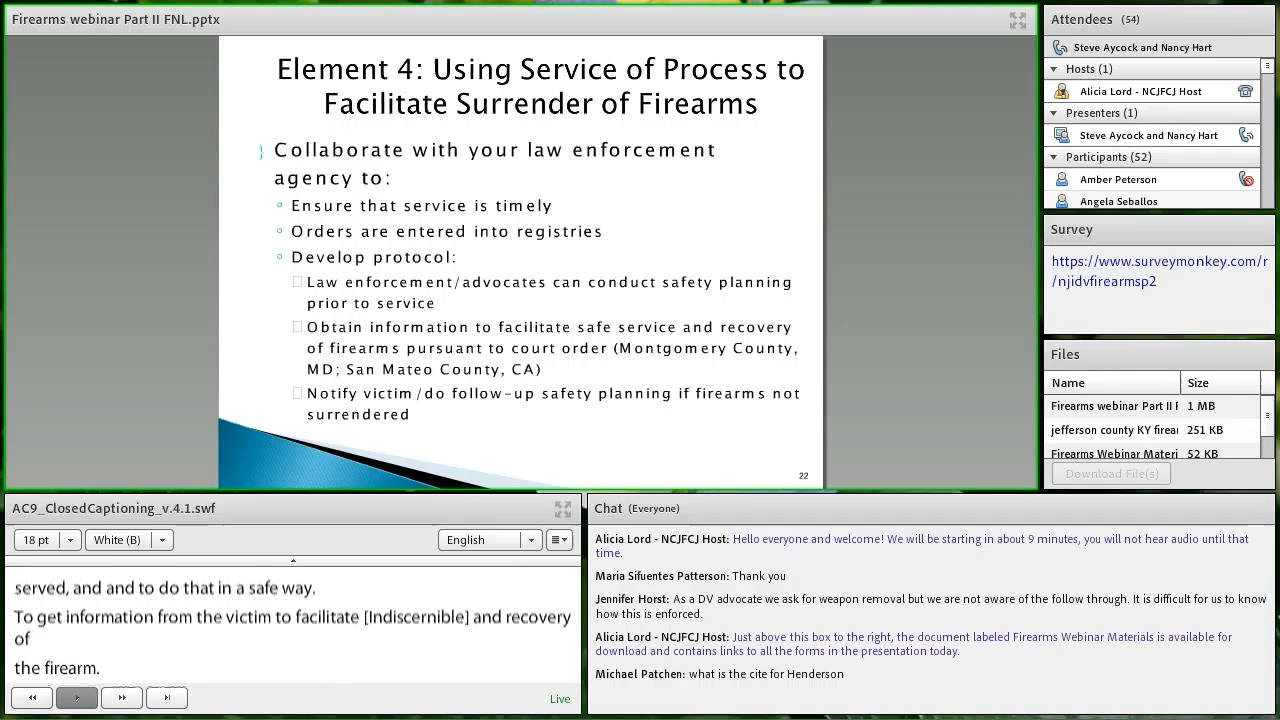 Firearms webinar Part II FNL.pptx
Element 4: Using Service of Process to
Facilitate Surrender of Firearms
Collaborate with your law enforcement
agency to:
Ensure that service is timely
Orders are entered into registries
Develop protocol:
Law enforcement/advocates can conduct safety planning
prior to service
Obtain information to facilitate safe service and recovery
of firearms pursuant to court order (Montgomery County,
MD; San Mateo County, CA)
Notify victim/do follow-up safety planning if firearms not
surrendered
22
Attendees (54)
Steve Aycock and Nancy Hart
Hosts (1)
Alicia Lord - NCJFCJ Host
Presenters (1)
Steve Aycock and Nancy Hart
Participants (52)
Amber Peterson
Angela Seballos
Survey
https://www.surveymonkey.com/r
/njidvfirearmsp2
Files
Name Size
Firearms webinar Part II 1 MB
jefferson county KY firear 251 KB
Firearms Webinar Materi 52 KB
Download File(s)
AC9_ClosedCaptioning_v.4.1.swf
18 pt White (B) English
served, and and to do that in a safe way.
To get information from the victim to facilitate [Indiscernible] and recovery
of
the firearm.
Live
Chat (Everyone)
Alicia Lord - NCJFCJ Host: Hello everyone and welcome! We will be starting in about 9 minutes, you will not hear audio until that
time.
Maria Sifuentes Patterson: Thank you
Jennifer Horst: As a DV advocate we ask for weapon removal but we are not aware of the follow through. It is difficult for us to know
how this is enforced.
Alicia Lord - NCJFCJ Host: Just above this box to the right, the document labeled Firearms Webinar Materials is available for
download and contains links to all the forms in the presentation today.
Michael Patchen: what is the cite for Henderson